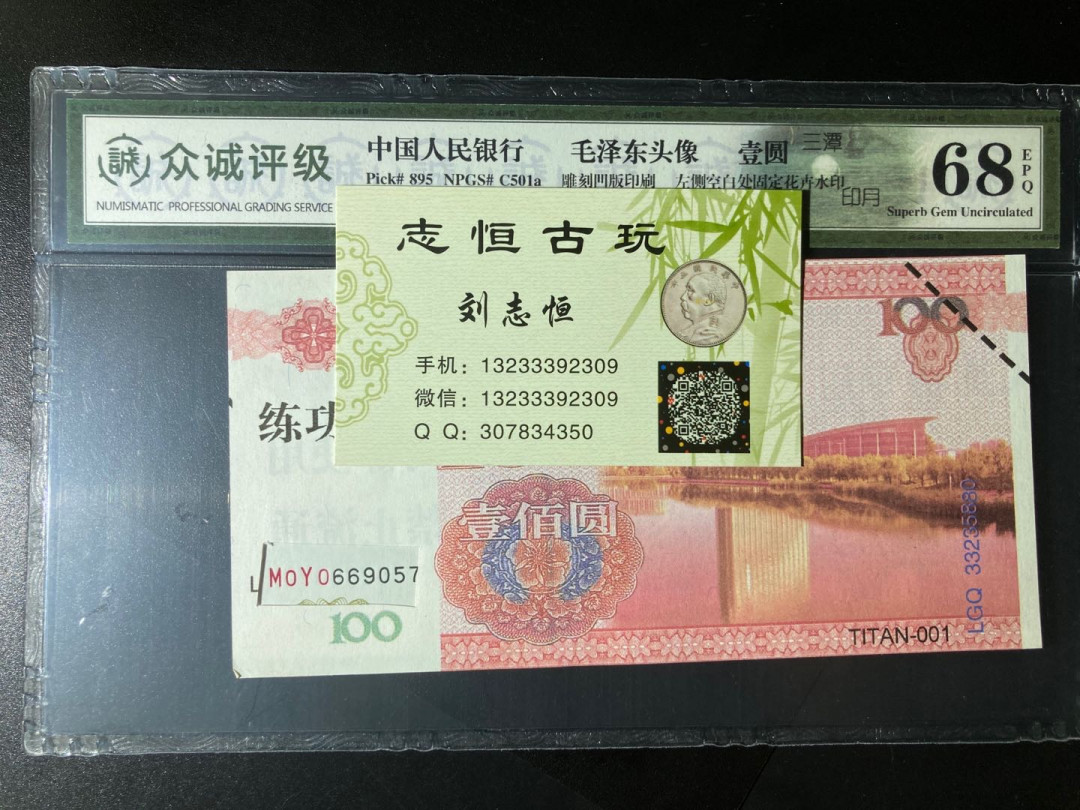 誠 众诚评级
NUMISMATIC PROFESSIONAL GRADING SERVICE
中国人民银行 毛泽东头像 壹圆
Pick# 895 NPGS# C501a 雕刻凹版印刷 左侧空白处固定花卉水印
三潭
印月
68
EPQ
Superb Gem Uncirculated
志恒古玩
刘志恒
手机：13233392309
微信：13233392309
Q Q：307834350
100
练功
壹佰圆
M0Y0669057
100
TITAN-001
LGQ 33235880